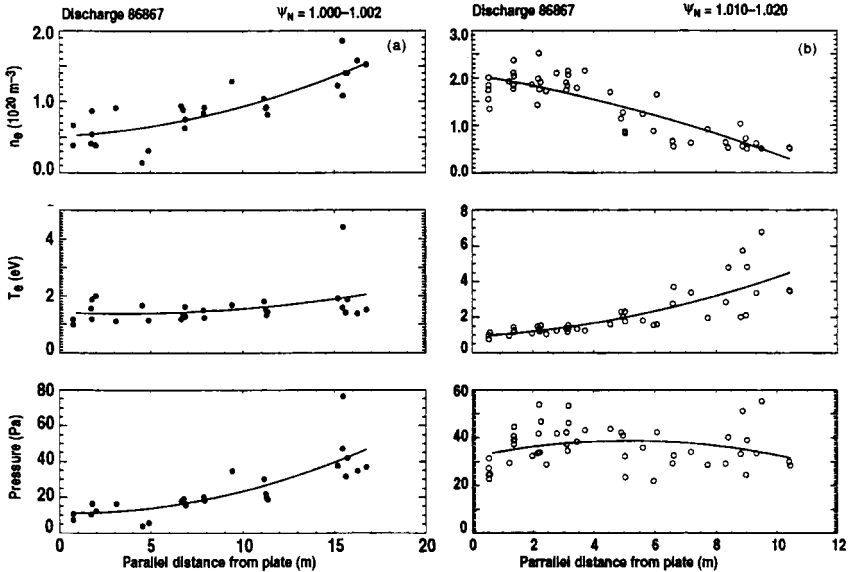 Discharge 86867 Ψ_N = 1.000–1.002
Discharge 86867 Ψ_N = 1.010–1.020
(a)
(b)
n_e (10^20 m^-3)
2.0
1.0
0.0
3.0
2.0
1.0
0.0
T_e (eV)
4
2
0
8
6
4
2
0
Pressure (Pa)
80
60
40
20
0
60
40
20
0
0 5 10 15 20
0 2 4 6 8 10 12
Parrallel distance from plate (m)
Parrallel distance from plate (m)